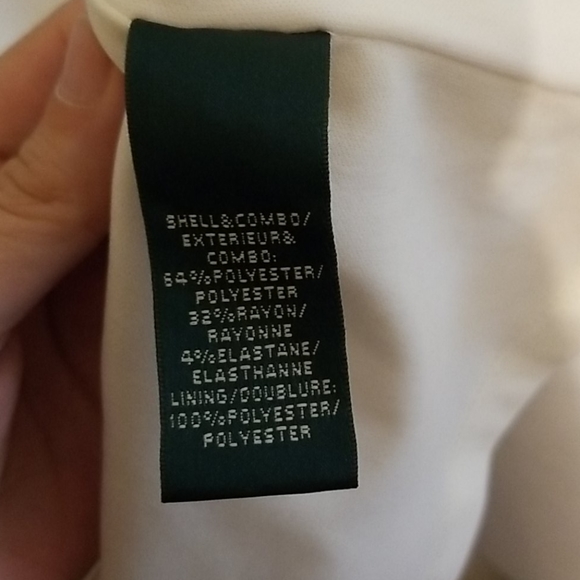 SHELL&COMBO/
EXTERIEUR&
COMBO:
64%POLYESTER/
POLYESTER
32%RAYON/
RAYONNE
4%ELASTANE/
ELASTHANNE
LINING/DOUBLURE:
100%POLYESTER/
POLYESTER